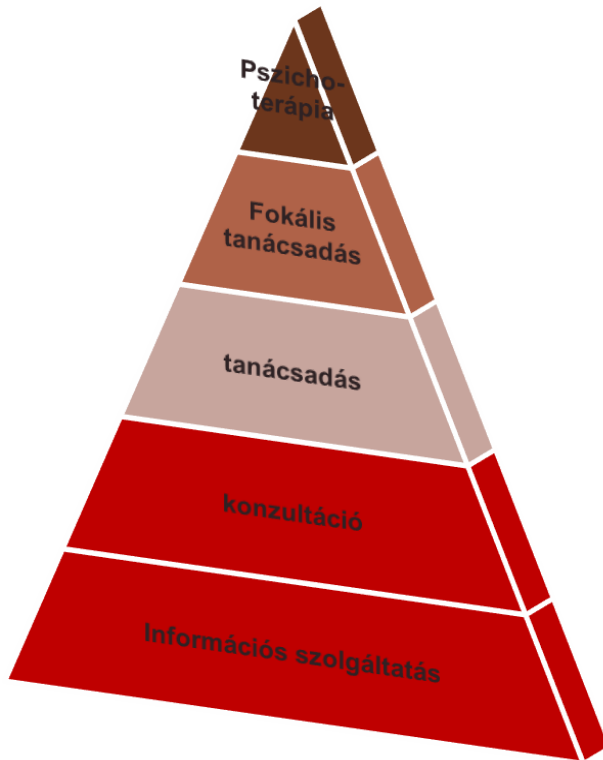 Pszicho-
terápia
Fokális
tanácsadás
tanácsadás
konzultáció
Információs szolgáltatás